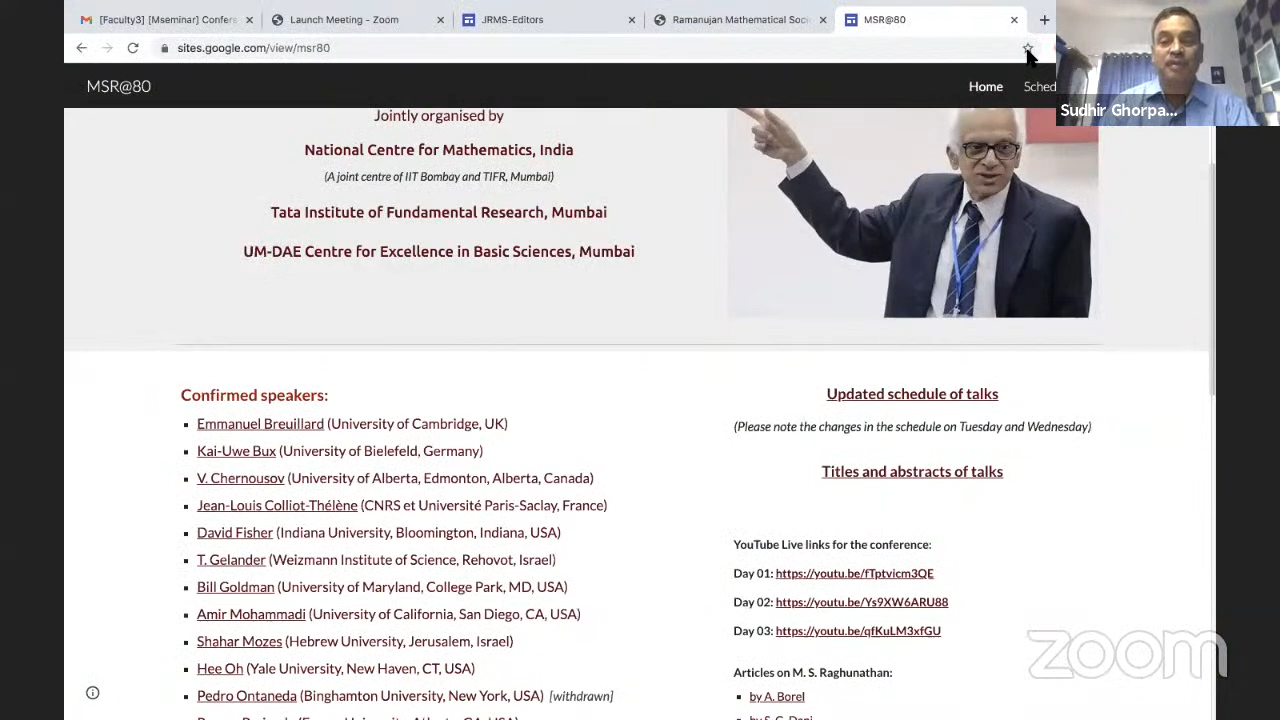 [Faculty3] [Mseminar] Confere
Launch Meeting - Zoom
JRMS-Editors
Ramanujan Mathematical Soci
MSR@80
sites.google.com/view/msr80
MSR@80
Home
Sched
Sudhir Ghorpa...
Jointly organised by
National Centre for Mathematics, India
(A joint centre of IIT Bombay and TIFR, Mumbai)
Tata Institute of Fundamental Research, Mumbai
UM-DAE Centre for Excellence in Basic Sciences, Mumbai
Confirmed speakers:
Emmanuel Breuillard (University of Cambridge, UK)
Kai-Uwe Bux (University of Bielefeld, Germany)
V. Chernousov (University of Alberta, Edmonton, Alberta, Canada)
Jean-Louis Colliot-Thélène (CNRS et Université Paris-Saclay, France)
David Fisher (Indiana University, Bloomington, Indiana, USA)
T. Gelander (Weizmann Institute of Science, Rehovot, Israel)
Bill Goldman (University of Maryland, College Park, MD, USA)
Amir Mohammadi (University of California, San Diego, CA, USA)
Shahar Mozes (Hebrew University, Jerusalem, Israel)
Hee Oh (Yale University, New Haven, CT, USA)
Pedro Ontaneda (Binghamton University, New York, USA) [withdrawn]
Updated schedule of talks
(Please note the changes in the schedule on Tuesday and Wednesday)
Titles and abstracts of talks
YouTube Live links for the conference:
Day 01: https://youtu.be/fTptvicm3QE
Day 02: https://youtu.be/Ys9XW6ARU88
Day 03: https://youtu.be/qfKuLM3xfGU
Articles on M. S. Raghunathan:
by A. Borel
by S. G. Dani
zoom